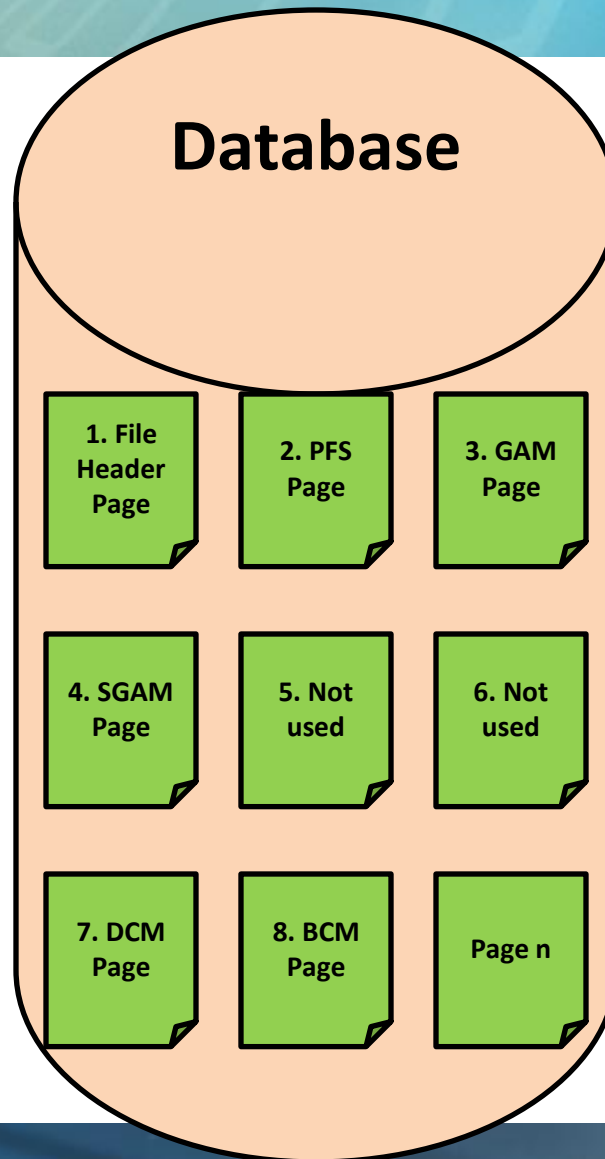 Database
1. File
Header
Page
2. PFS
Page
3. GAM
Page
4. SGAM
Page
5. Not
used
6. Not
used
7. DCM
Page
8. BCM
Page
Page n